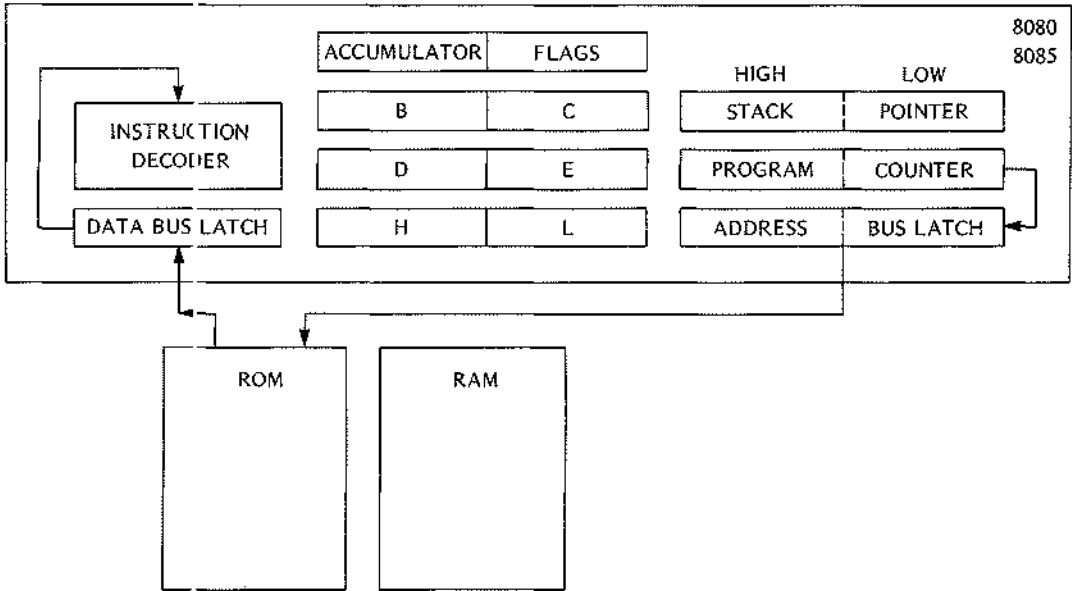 8080
8085
ACCUMULATOR FLAGS
HIGH LOW
B C
STACK POINTER
INSTRUCTION
DECODER
D E
PROGRAM COUNTER
DATA BUS LATCH
H L
ADDRESS BUS LATCH
ROM
RAM